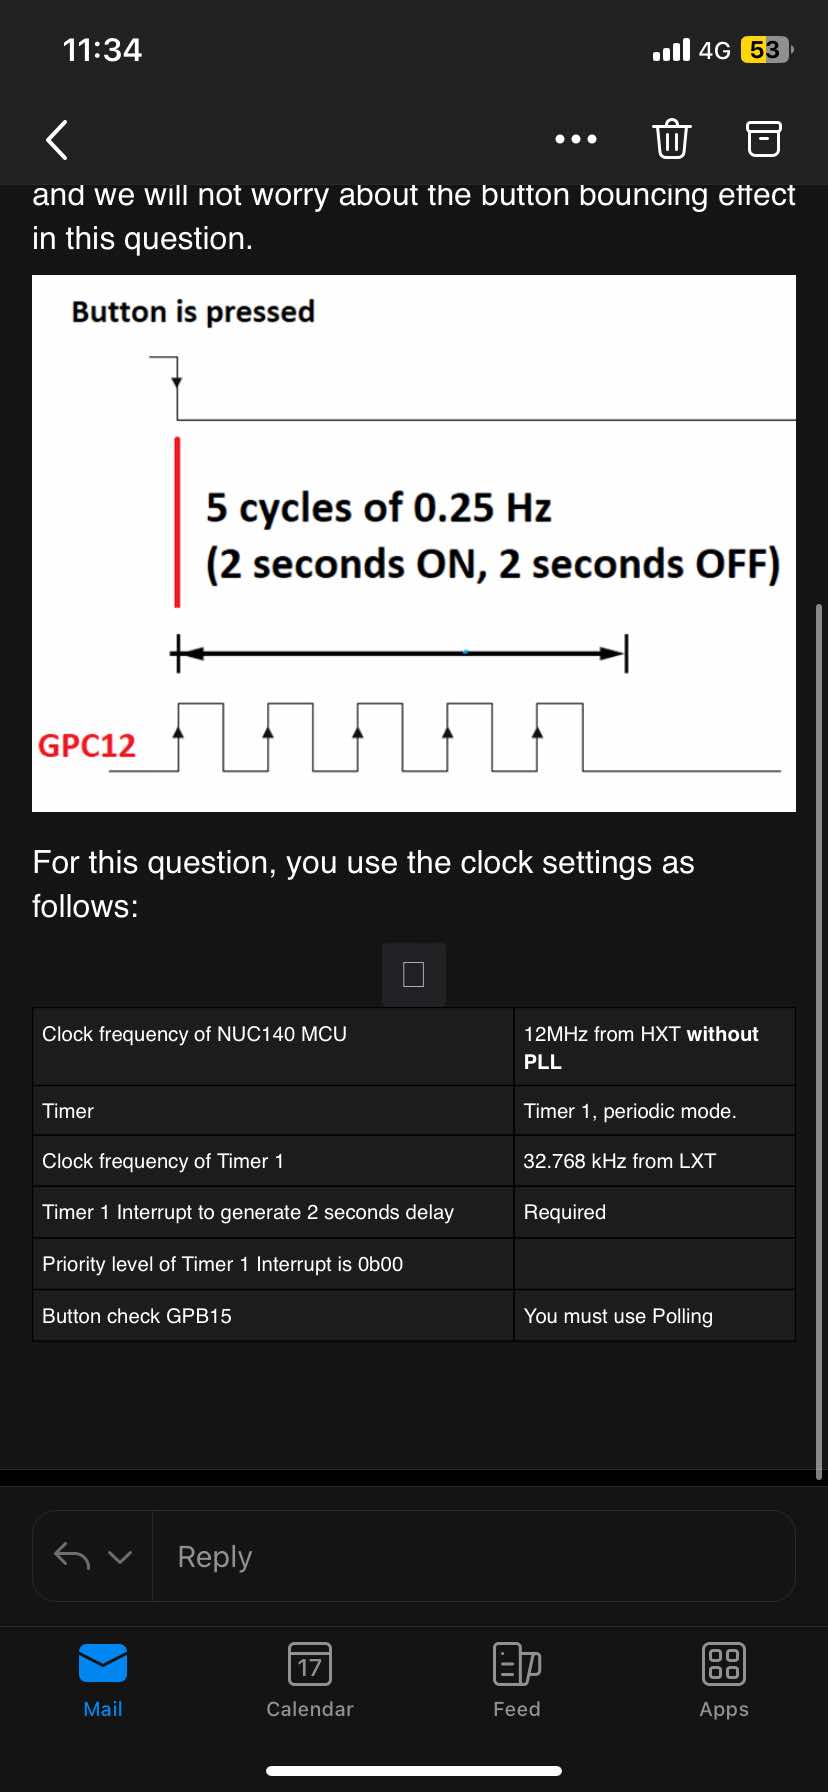 11:34
4G 53
and we will not worry about the button bouncing effect
in this question.
Button is pressed
5 cycles of 0.25 Hz
(2 seconds ON, 2 seconds OFF)
GPC12
For this question, you use the clock settings as
follows:
Clock frequency of NUC140 MCU
12MHz from HXT without
PLL
Timer
Timer 1, periodic mode.
Clock frequency of Timer 1
32.768 kHz from LXT
Timer 1 Interrupt to generate 2 seconds delay
Required
Priority level of Timer 1 Interrupt is 0b00
Button check GPB15
You must use Polling
Reply
17
Mail
Calendar
Feed
Apps